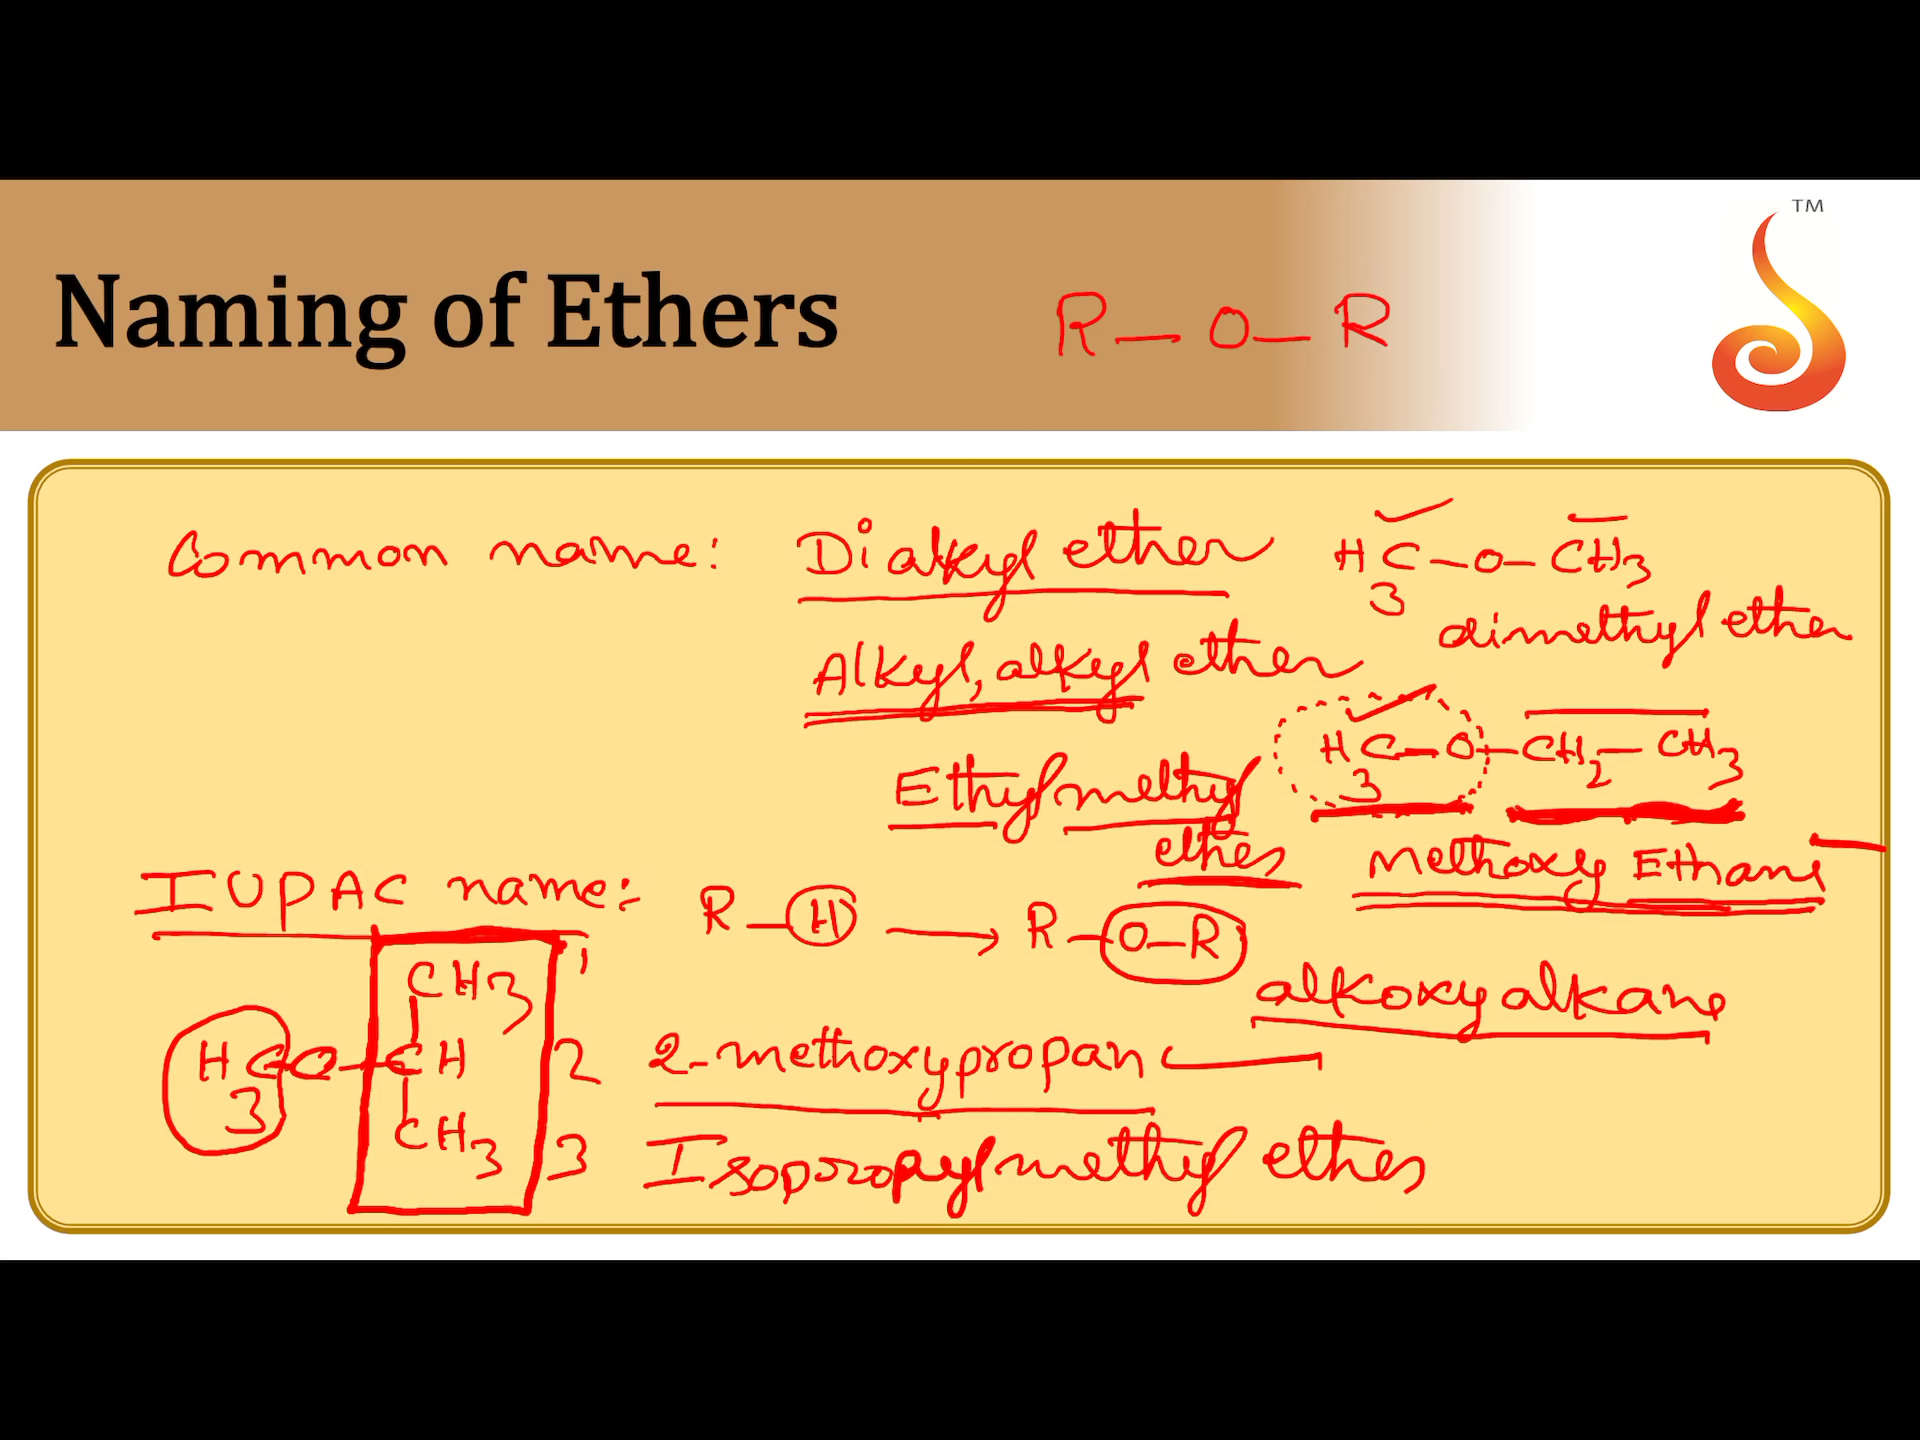 TM
Naming of Ethers R-O-R
Common name: Dialkyl ether H3C-O-CH3
dimethyl ether
Alkyl, alkyl ether
H3C-O-CH2-CH3
Ethyl methyl
ether
Methoxy Ethane
IUPAC name: R-H → R-O-R
alkoxy alkane
CH3 1
H3C-O-CH 2 2-methoxypropane
CH3 3 Isopropyl methyl ether